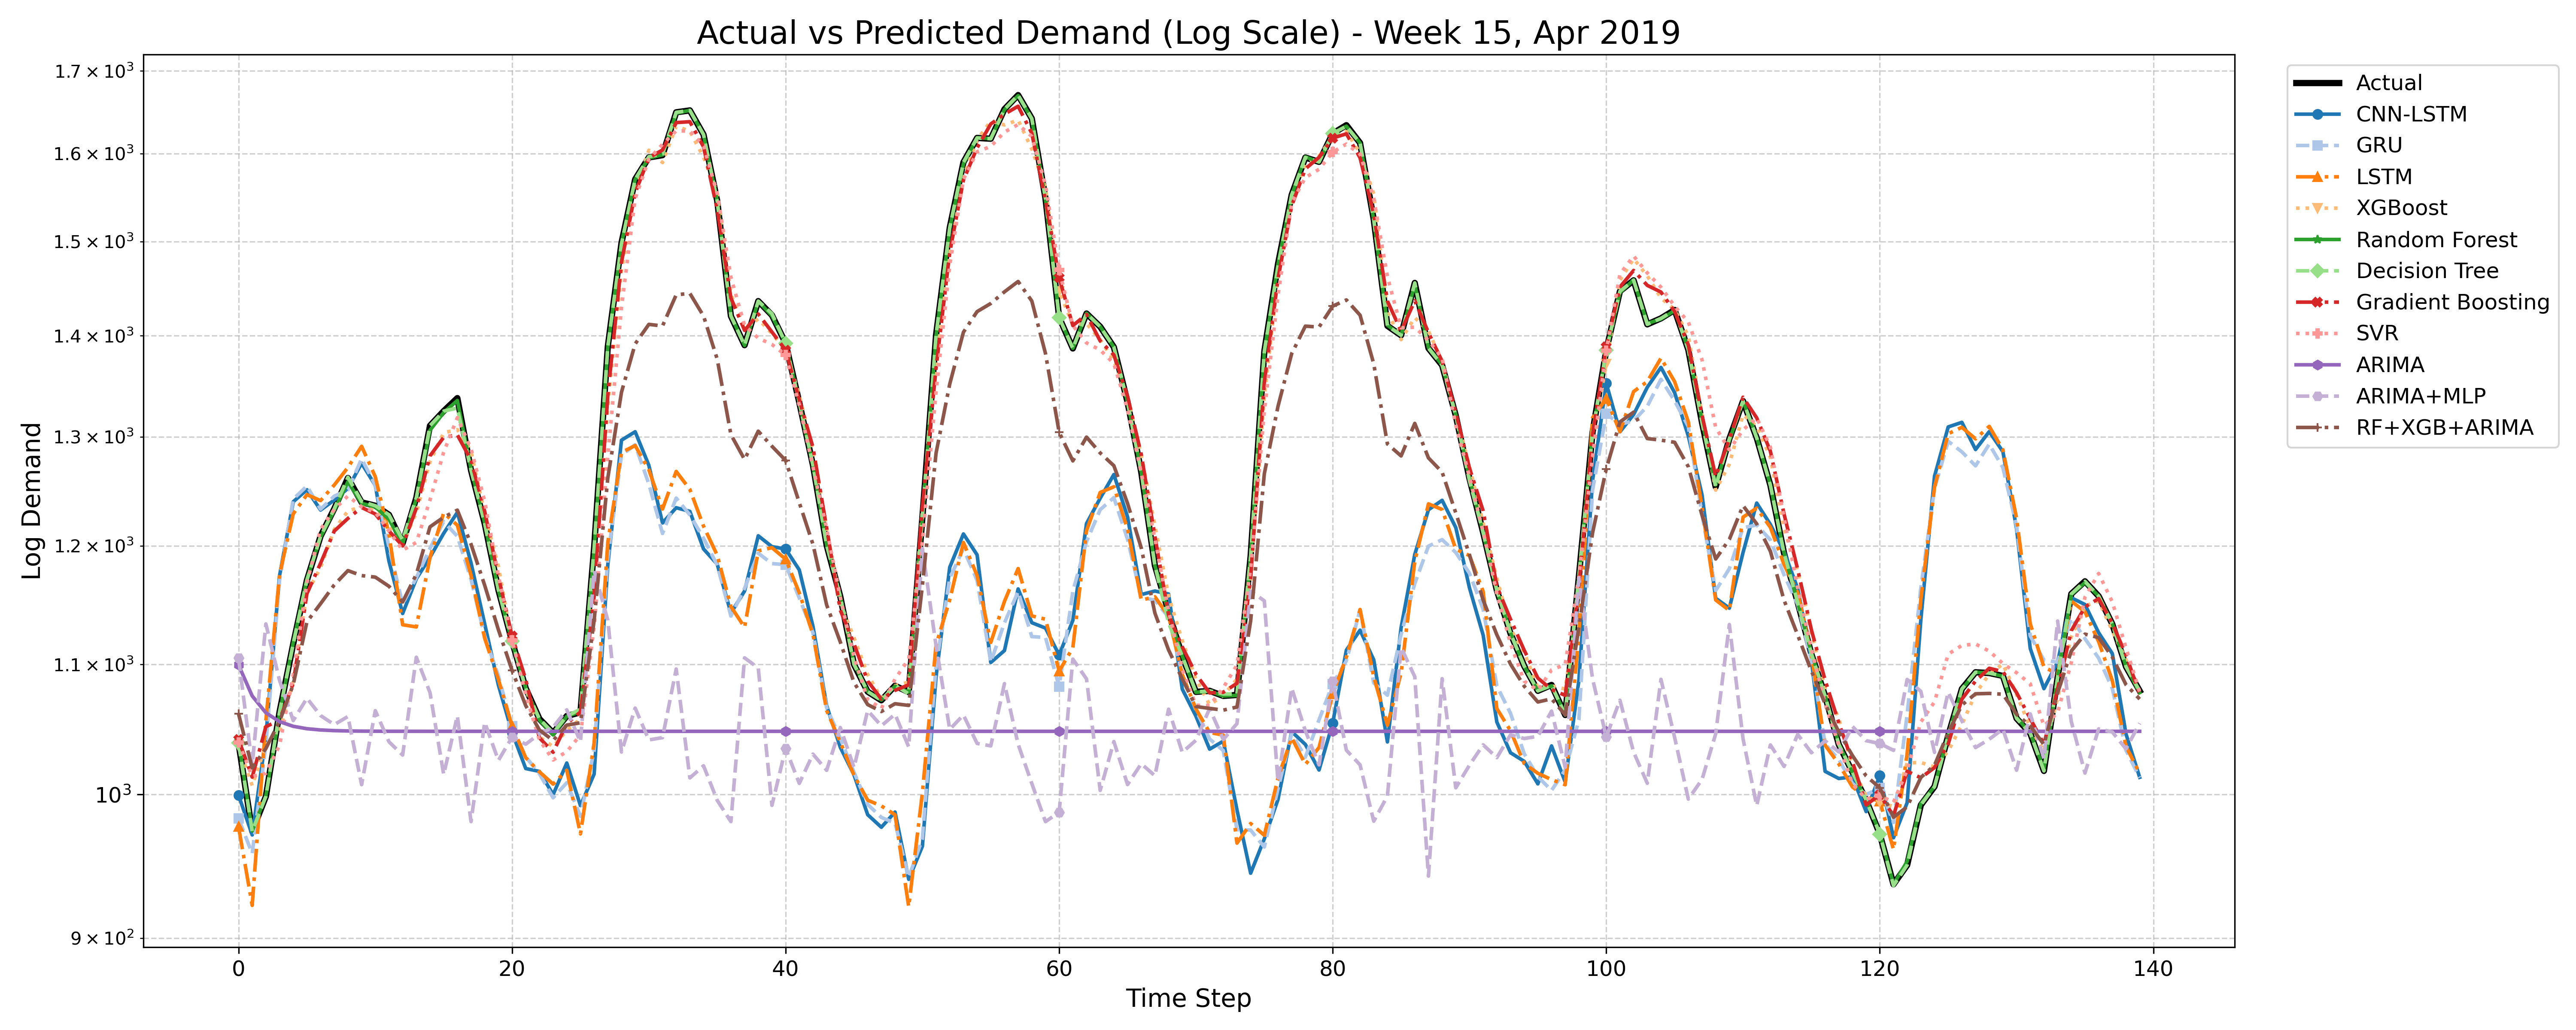 Actual vs Predicted Demand (Log Scale) - Week 15, Apr 2019
Log Demand
1.7 × 10³
1.6 × 10³
1.5 × 10³
1.4 × 10³
1.3 × 10³
1.2 × 10³
1.1 × 10³
10³
9 × 10²
0 20 40 60 80 100 120 140
Time Step
Actual
CNN-LSTM
GRU
LSTM
XGBoost
Random Forest
Decision Tree
Gradient Boosting
SVR
ARIMA
ARIMA+MLP
RF+XGB+ARIMA